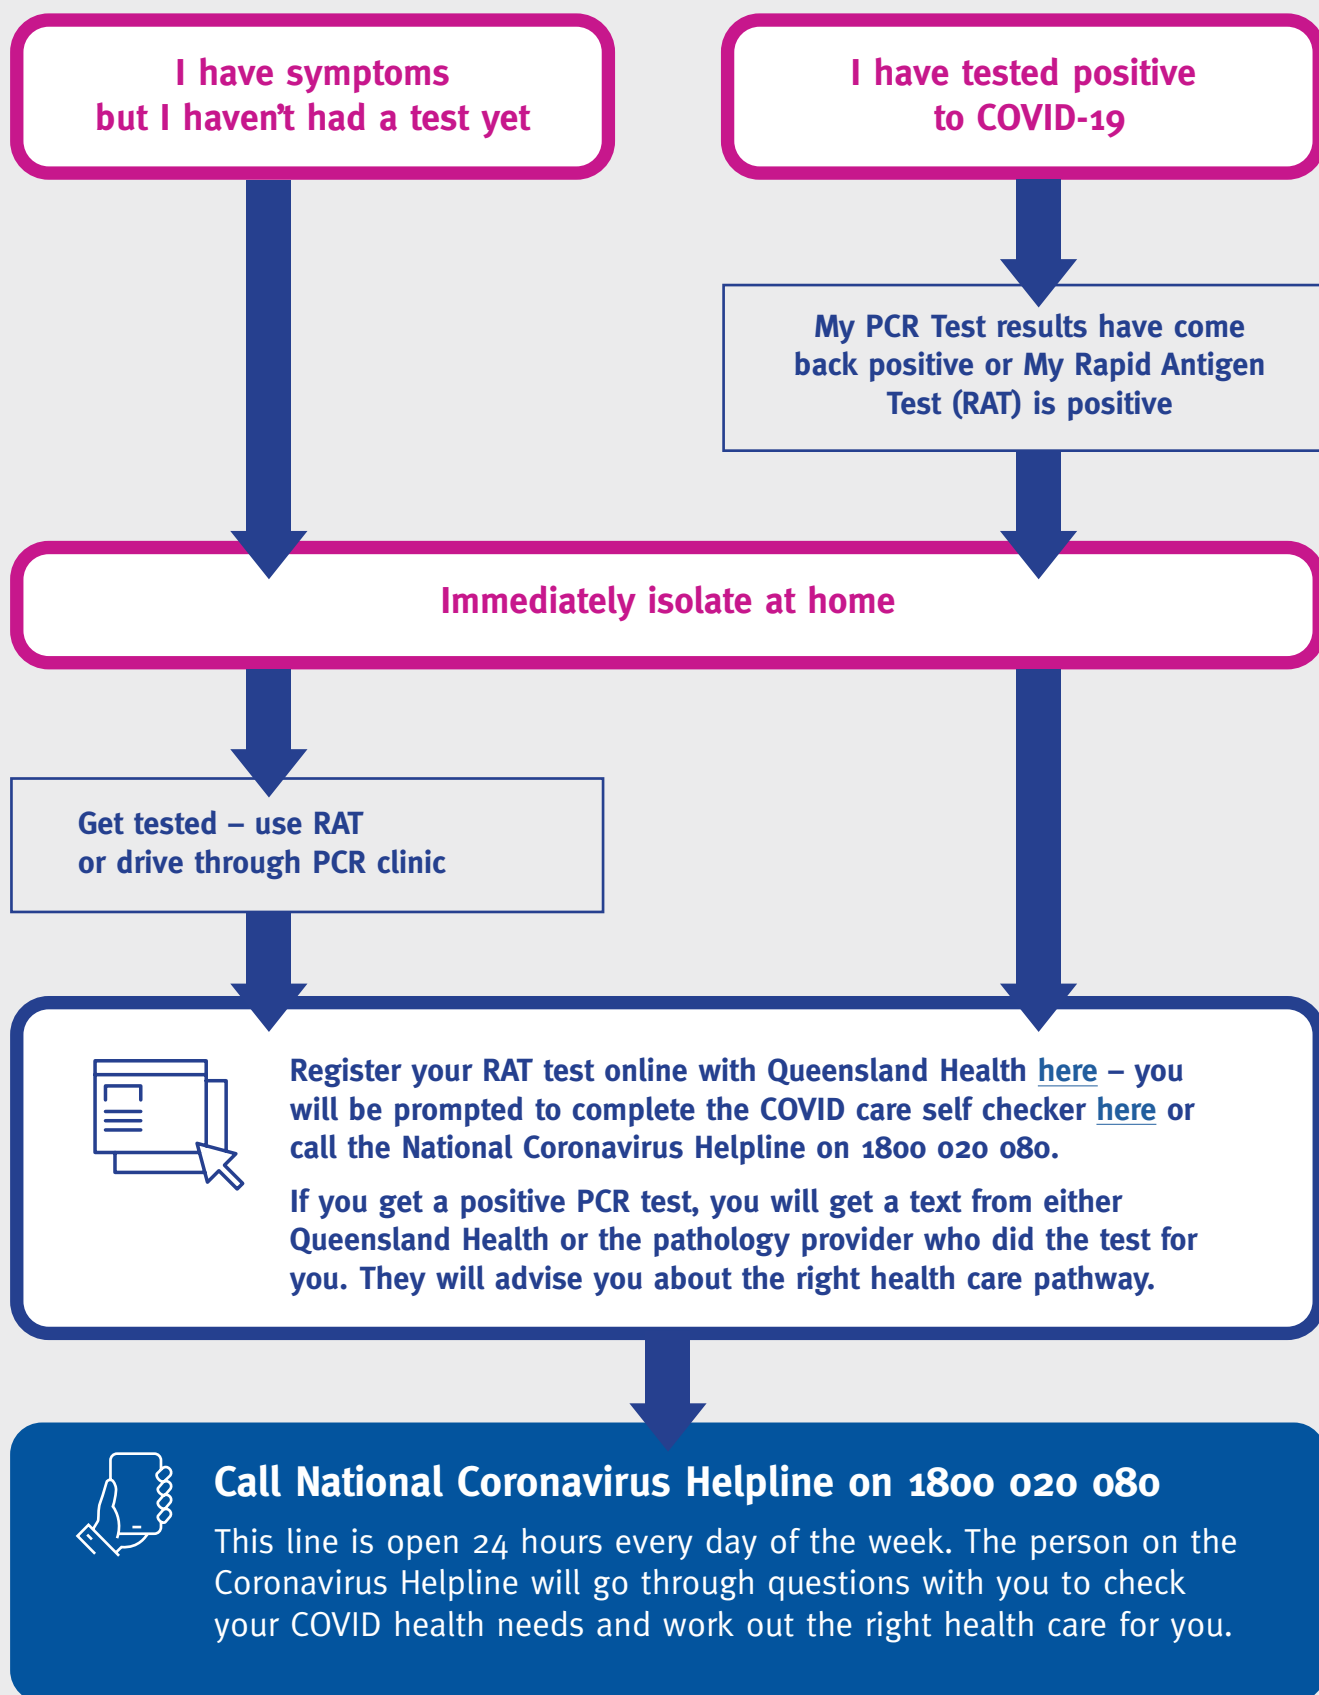 I have symptoms
but I haven't had a test yet
I have tested positive
to COVID-19
My PCR Test results have come
back positive or My Rapid Antigen
Test (RAT) is positive
Immediately isolate at home
Get tested – use RAT
or drive through PCR clinic
Register your RAT test online with Queensland Health here – you
will be prompted to complete the COVID care self checker here or
call the National Coronavirus Helpline on 1800 020 080.
If you get a positive PCR test, you will get a text from either
Queensland Health or the pathology provider who did the test for
you. They will advise you about the right health care pathway.
Call National Coronavirus Helpline on 1800 020 080
This line is open 24 hours every day of the week. The person on the
Coronavirus Helpline will go through questions with you to check
your COVID health needs and work out the right health care for you.